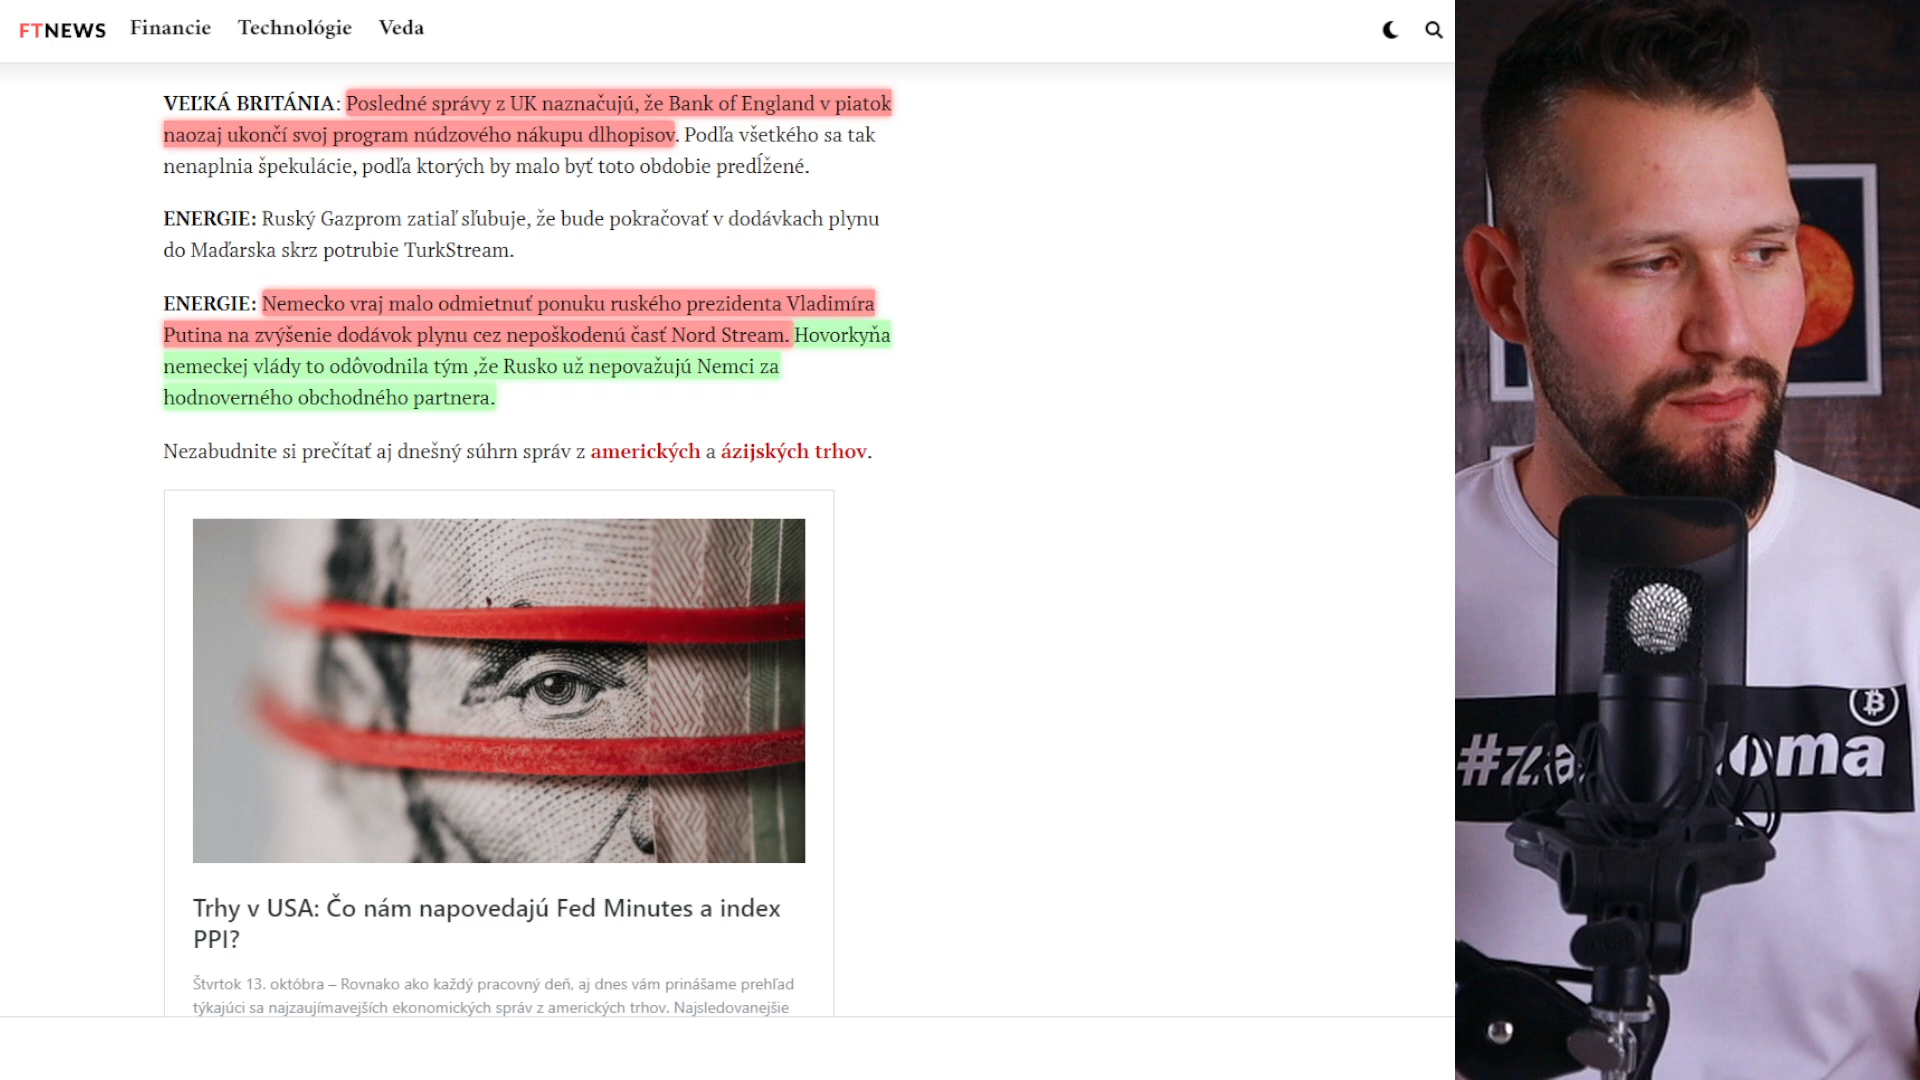 FTNEWS Financie Technológie Veda
VEĽKÁ BRITÁNIA: Posledné správy z UK naznačujú, že Bank of England v piatok
naozaj ukončí svoj program núdzového nákupu dlhopisov. Podľa všetkého sa tak
nenaplnia špekulácie, podľa ktorých by malo byť toto obdobie predĺžené.
ENERGIE: Ruský Gazprom zatiaľ sľubuje, že bude pokračovať v dodávkach plynu
do Maďarska skrz potrubie TurkStream.
ENERGIE: Nemecko vraj malo odmietnuť ponuku ruského prezidenta Vladimíra
Putina na zvýšenie dodávok plynu cez nepoškodenú časť Nord Stream. Hovorkyňa
nemeckej vlády to odôvodnila tým ,že Rusko už nepovažujú Nemci za
hodnoverného obchodného partnera.
Nezabudnite si prečítať aj dnešný súhrn správ z amerických a ázijských trhov.
Trhy v USA: Čo nám napovedajú Fed Minutes a index
PPI?
Štvrtok 13. októbra – Rovnako ako každý pracovný deň, aj dnes vám prinášame prehľad
týkajúci sa najzaujímavejších ekonomických správ z amerických trhov. Najsledovanejšie